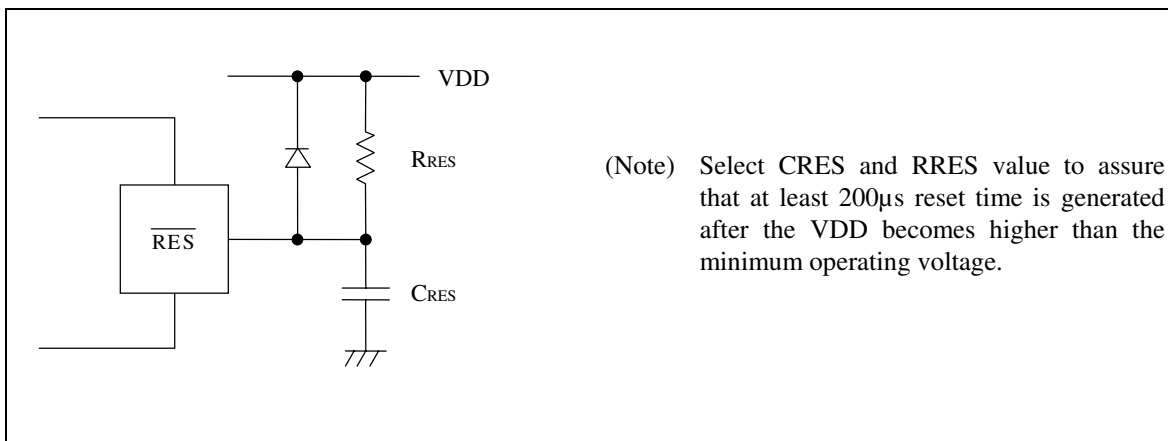 VDD
RRES
RES
CRES
(Note) Select CRES and RRES value to assure
that at least 200µs reset time is generated
after the VDD becomes higher than the
minimum operating voltage.